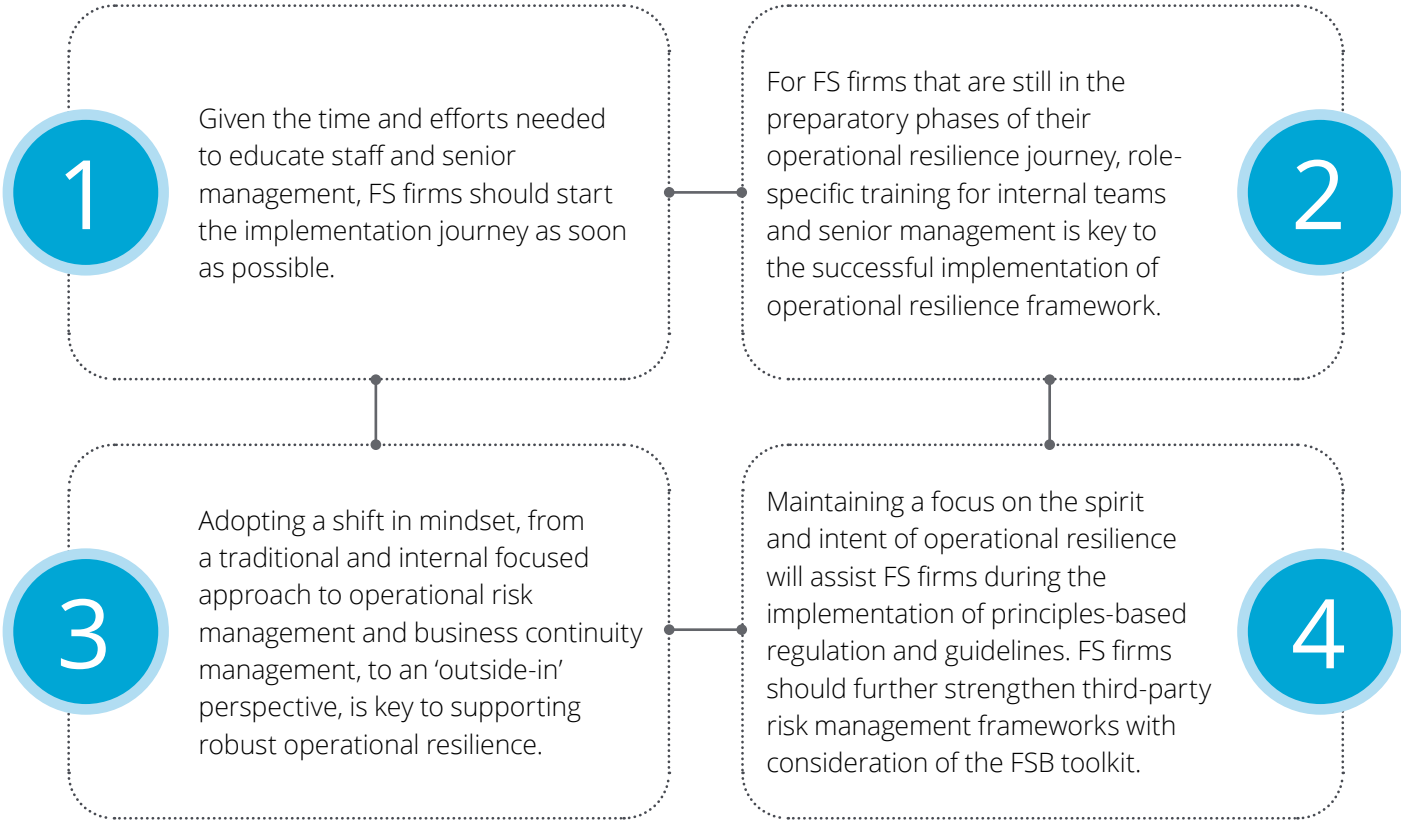 1
Given the time and efforts needed
to educate staff and senior
management, FS firms should start
the implementation journey as soon
as possible.
For FS firms that are still in the
preparatory phases of their
operational resilience journey, role-
specific training for internal teams
and senior management is key to
the successful implementation of
operational resilience framework.
2
3
Adopting a shift in mindset, from
a traditional and internal focused
approach to operational risk
management and business continuity
management, to an ‘outside-in’
perspective, is key to supporting
robust operational resilience.
Maintaining a focus on the spirit
and intent of operational resilience
will assist FS firms during the
implementation of principles-based
regulation and guidelines. FS firms
should further strengthen third-party
risk management frameworks with
consideration of the FSB toolkit.
4